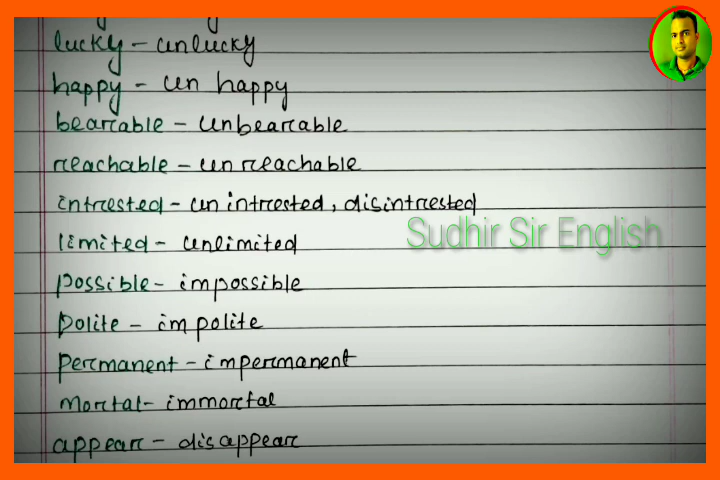 lucky - unlucky
happy - un happy
bearable - unbearable
reachable - unreachable
intrested - un intrested, disintrested
Sudhir Sir English
limited - unlimited
possible - impossible
Polite - impolite
permanent - impermanent
Mortal - immortal
appear - disappear